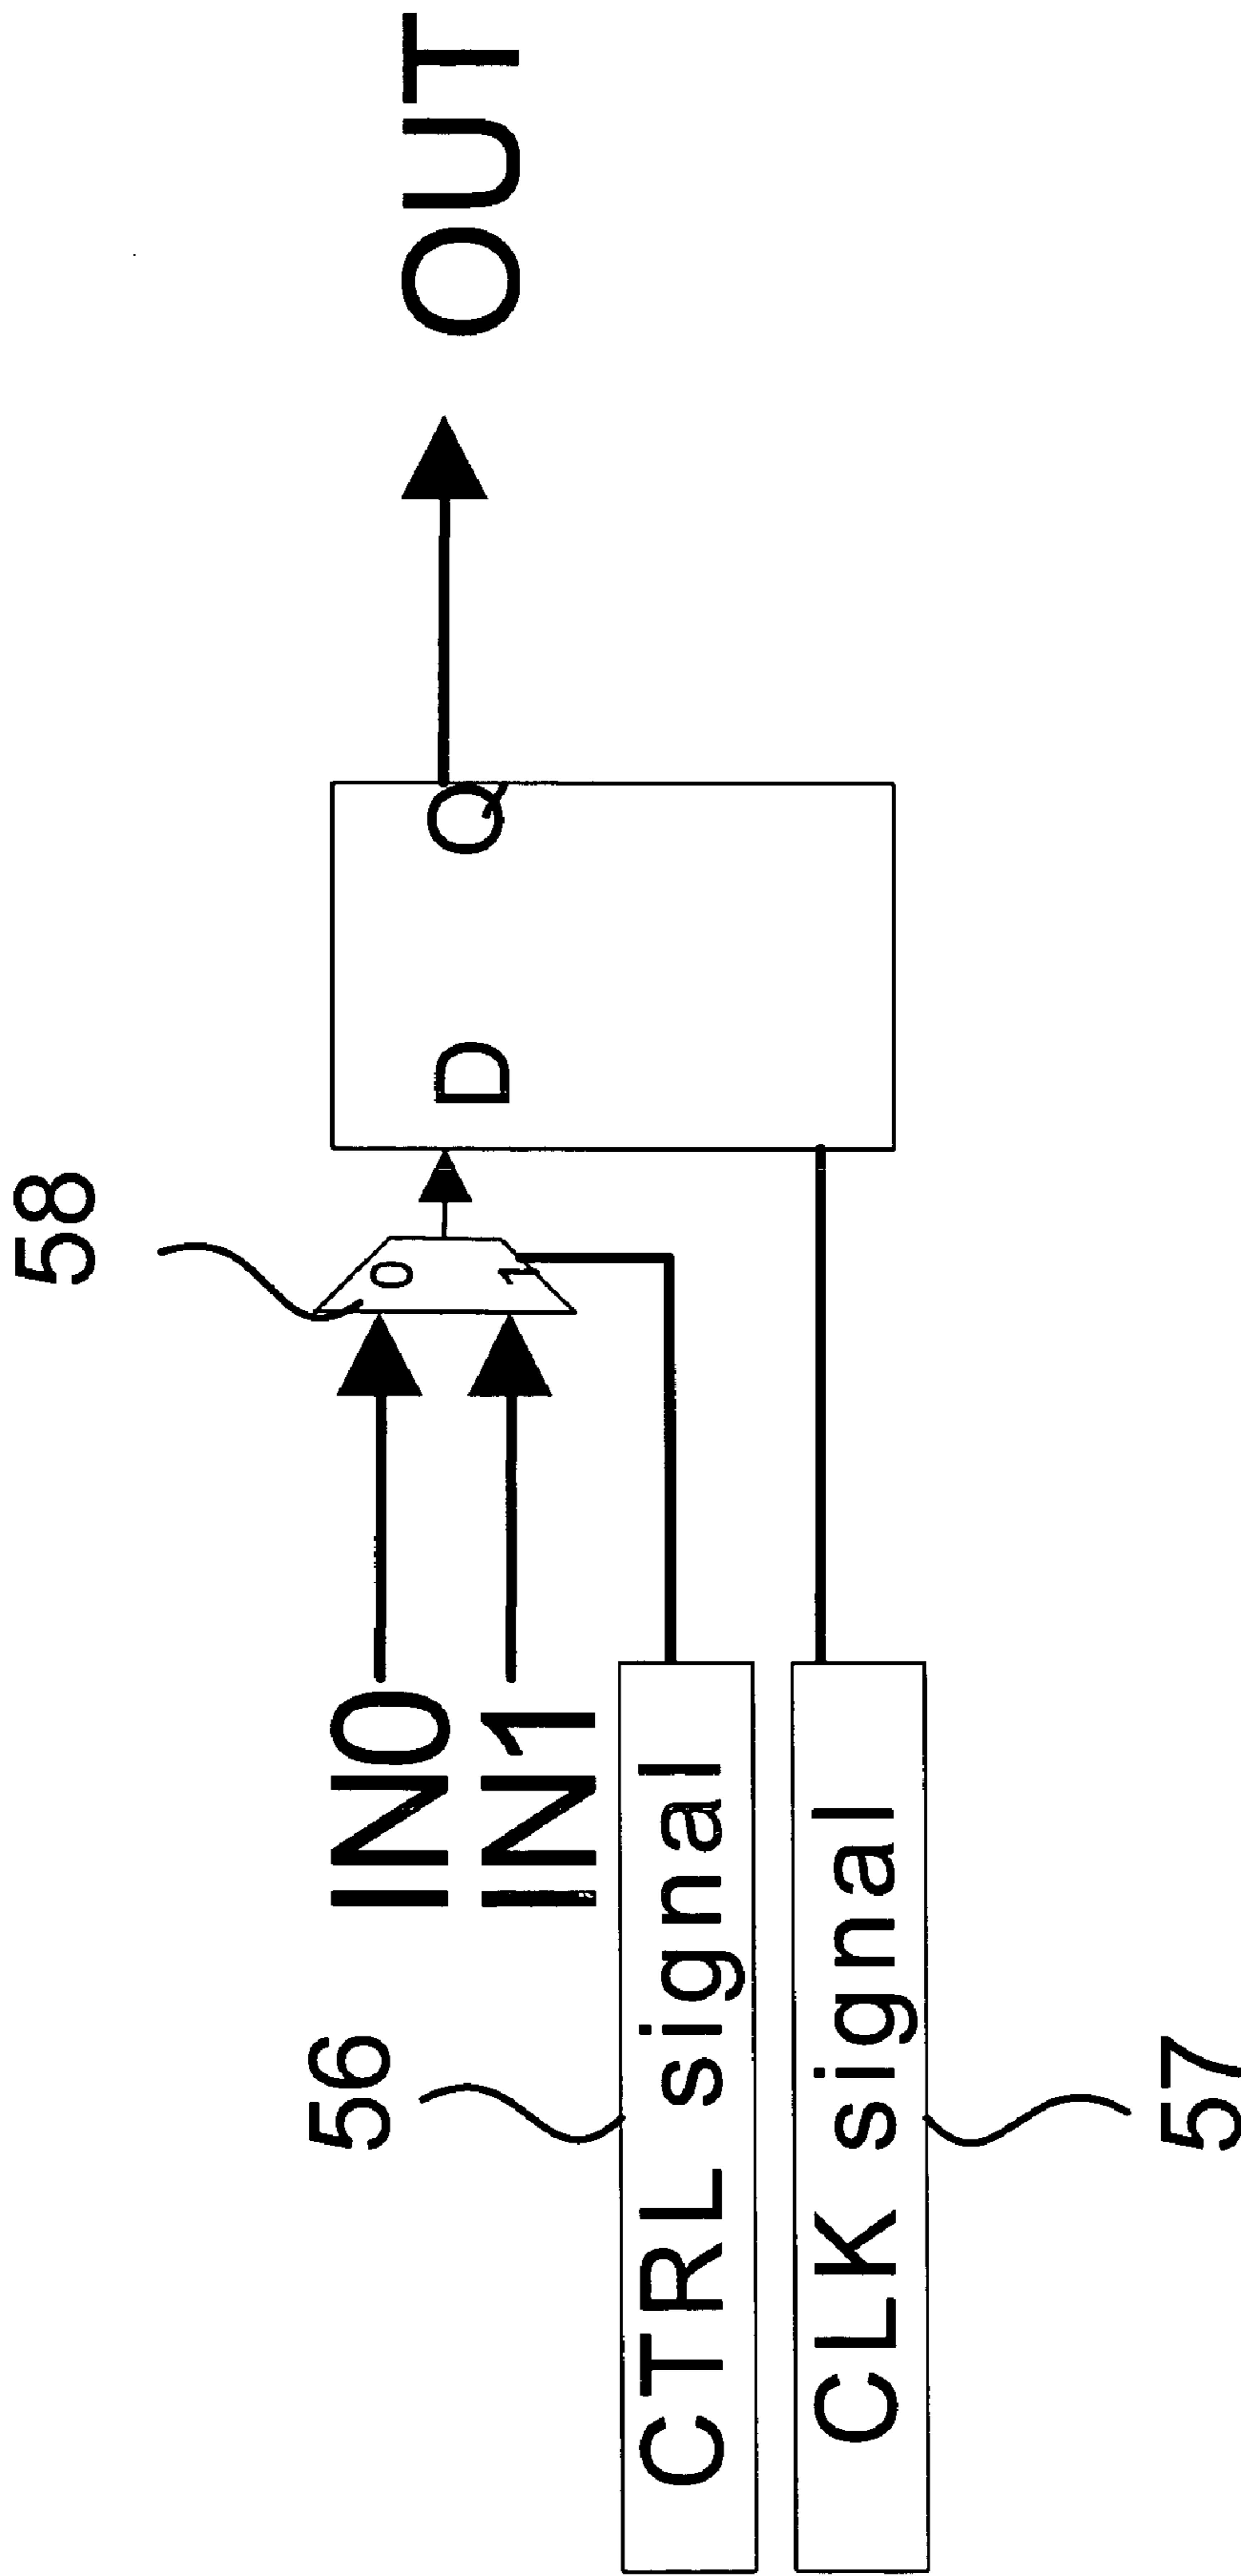 58
IN0
0
D
Q
OUT
IN1
1
56
CTRL signal
CLK signal
57